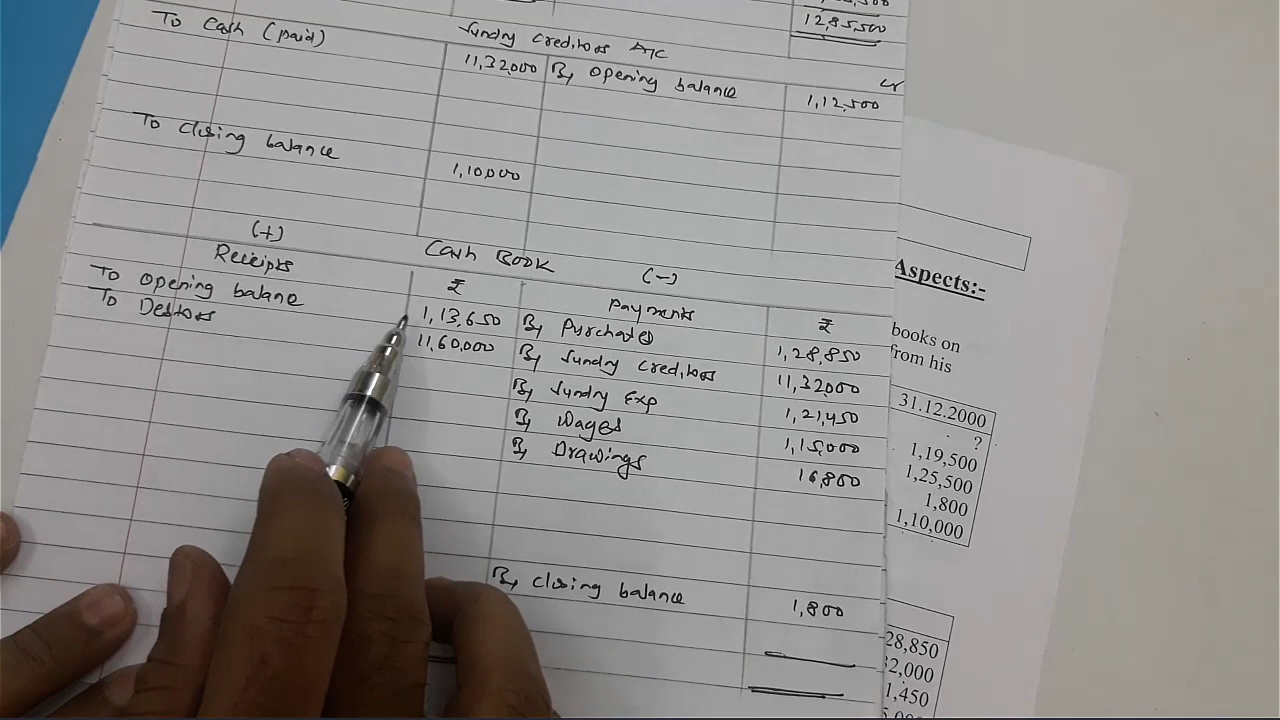 12,85,500
Sundry Creditors A/c
cr
To Cash (paid) 11,32,000 By Opening balance 1,12,500
To Closing balance 1,10,000
(+) Cash Book (-)
Receipts ₹ Payments ₹
To Opening balance 1,13,650 By Purchases 1,28,850
To Debtors 11,60,000 By Sundry Creditors 11,32,000
By Sundry Exp 1,21,450
By Wages 1,15,000
By Drawings 16,800
By Closing balance 1,800
Aspects:-
books on
from his
31.12.2000
?
1,19,500
1,25,500
1,800
1,10,000
28,850
2,000
1,450